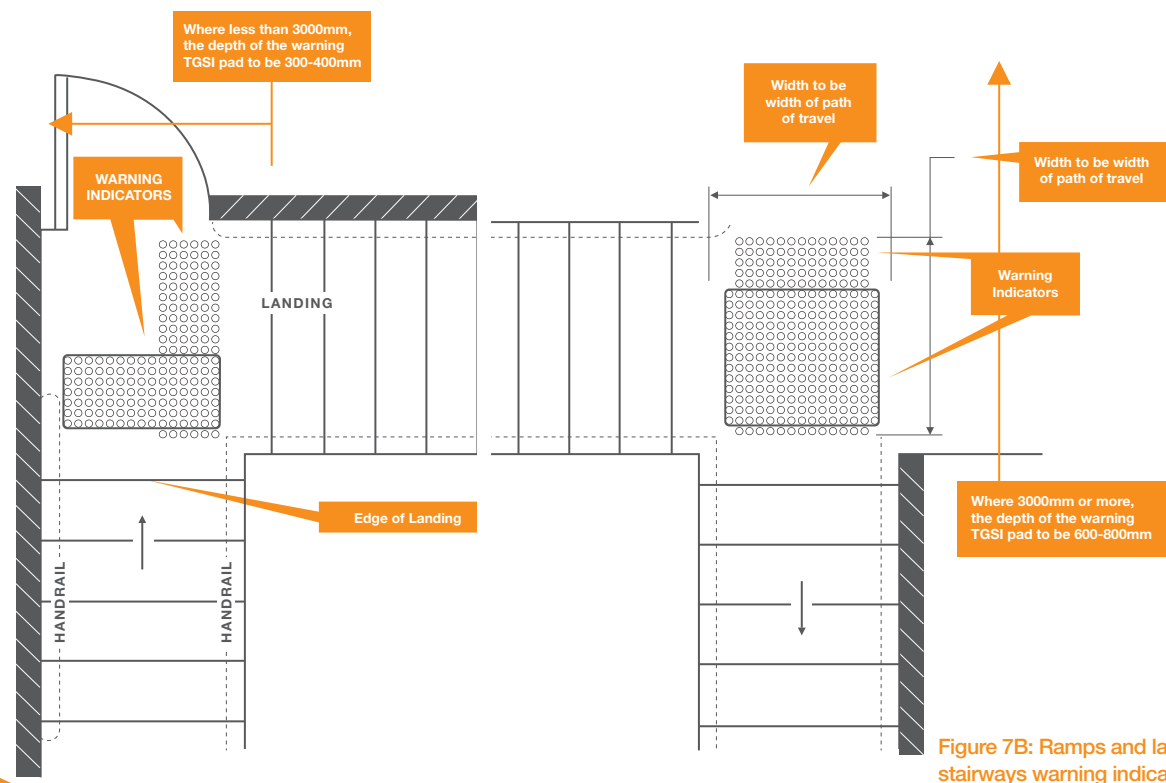 Where less than 3000mm,
the depth of the warning
TGSI pad to be 300-400mm
Width to be
width of path
of travel
Width to be width
of path of travel
WARNING
INDICATORS
Warning
Indicators
LANDING
Edge of Landing
Where 3000mm or more,
the depth of the warning
TGSI pad to be 600-800mm
HANDRAIL
HANDRAIL
Figure 7B: Ramps and
stairways warning